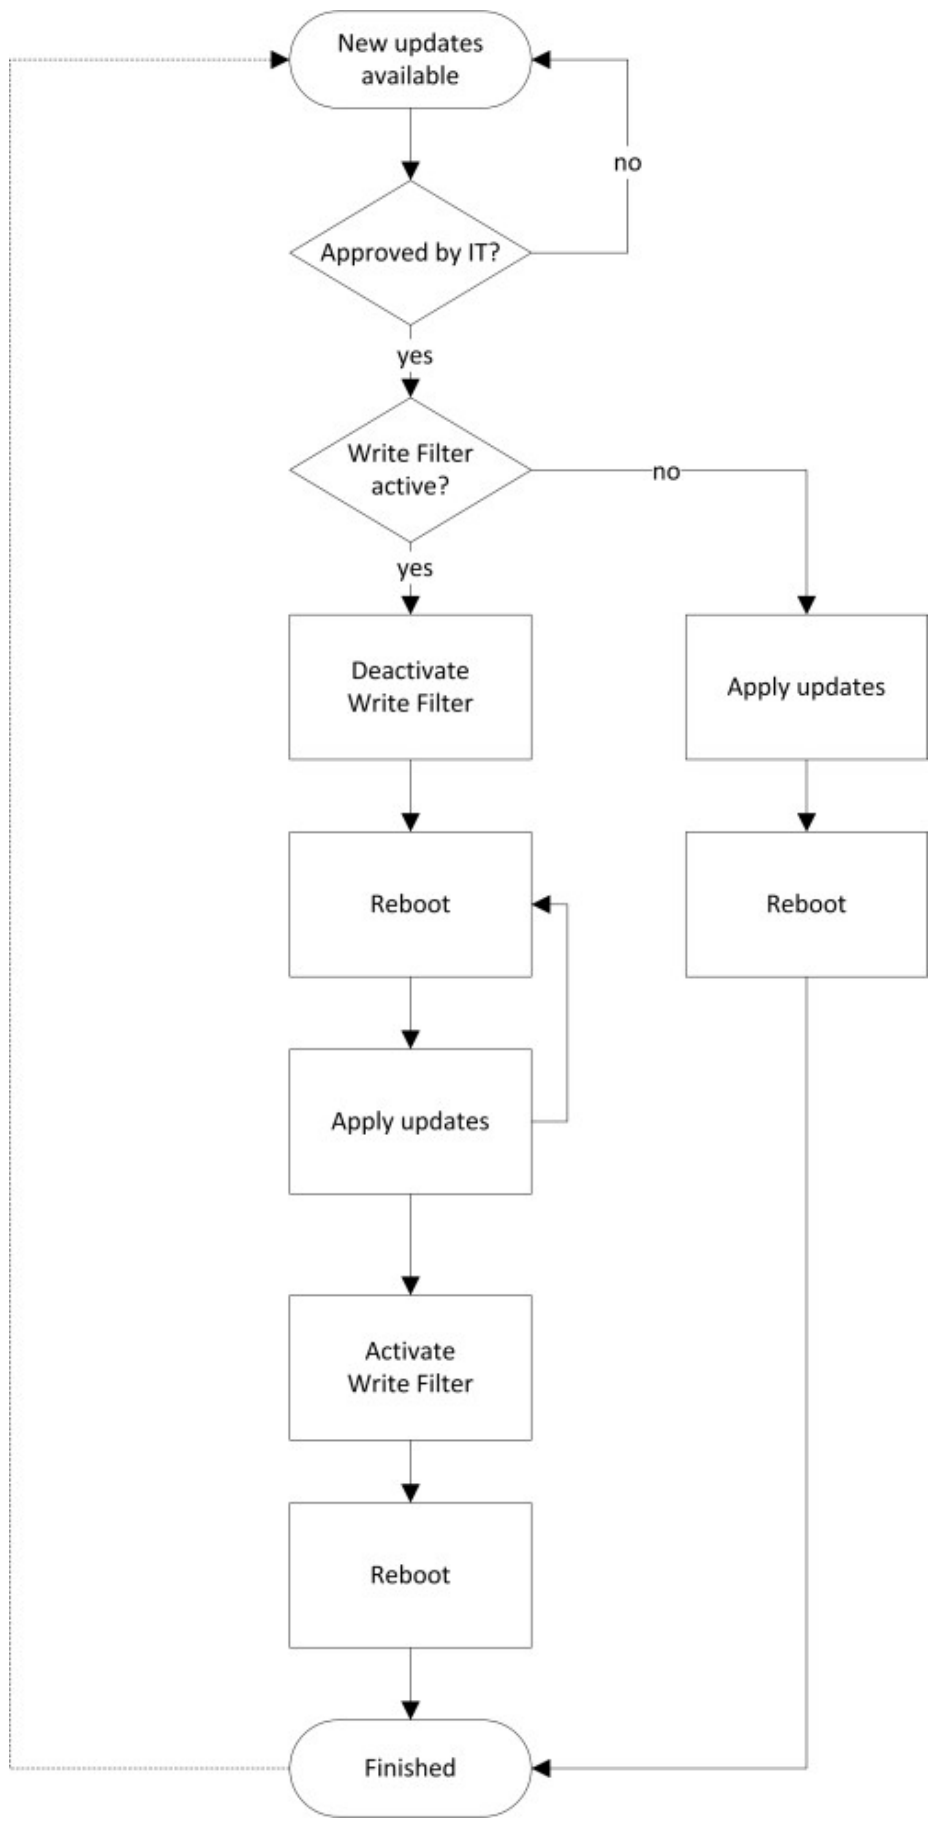 New updates
available
no
Approved by IT?
yes
Write Filter
active?
no
yes
Deactivate
Write Filter
Apply updates
Reboot
Reboot
Apply updates
Activate
Write Filter
Reboot
Finished